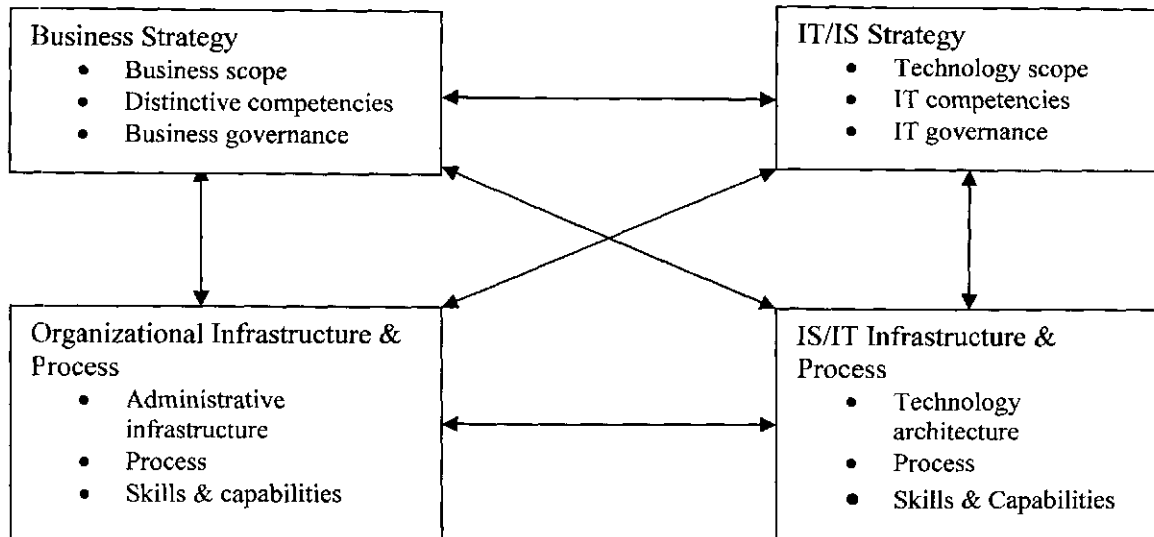 Business Strategy
• Business scope
• Distinctive competencies
• Business governance
IT/IS Strategy
• Technology scope
• IT competencies
• IT governance
Organizational Infrastructure &
Process
• Administrative
infrastructure
• Process
• Skills & capabilities
IS/IT Infrastructure &
Process
• Technology
architecture
• Process
• Skills & Capabilities